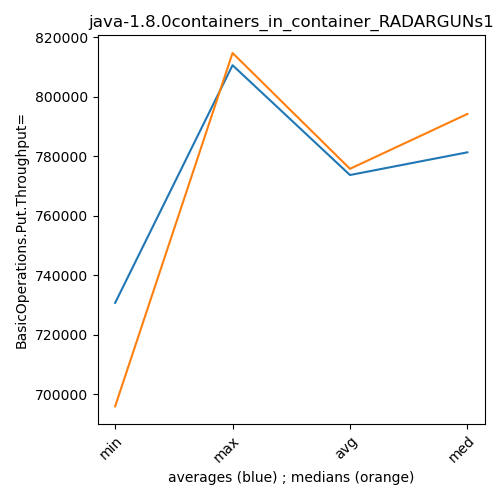 java-1.8.0containers_in_container_RADARGUNs1
820000
800000
780000
760000
740000
720000
700000
BasicOperations.Put.Throughput=
min
max
avg
med
averages (blue) ; medians (orange)